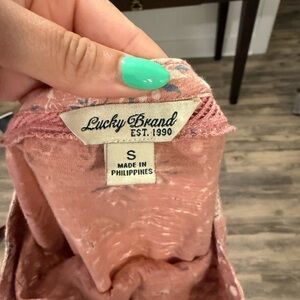 Lucky Brand
EST. 1990
S
MADE IN
PHILIPPINES